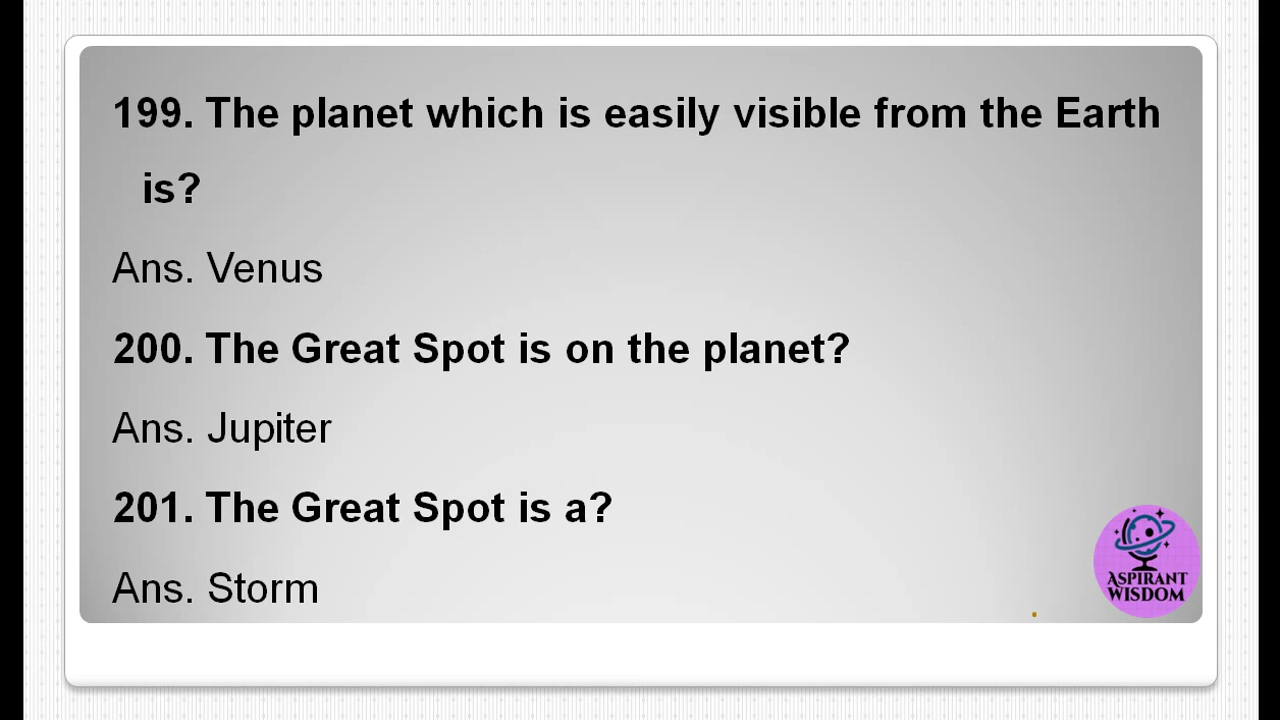 199. The planet which is easily visible from the Earth
is?
Ans. Venus
200. The Great Spot is on the planet?
Ans. Jupiter
201. The Great Spot is a?
Ans. Storm
ASPIRANT
WISDOM